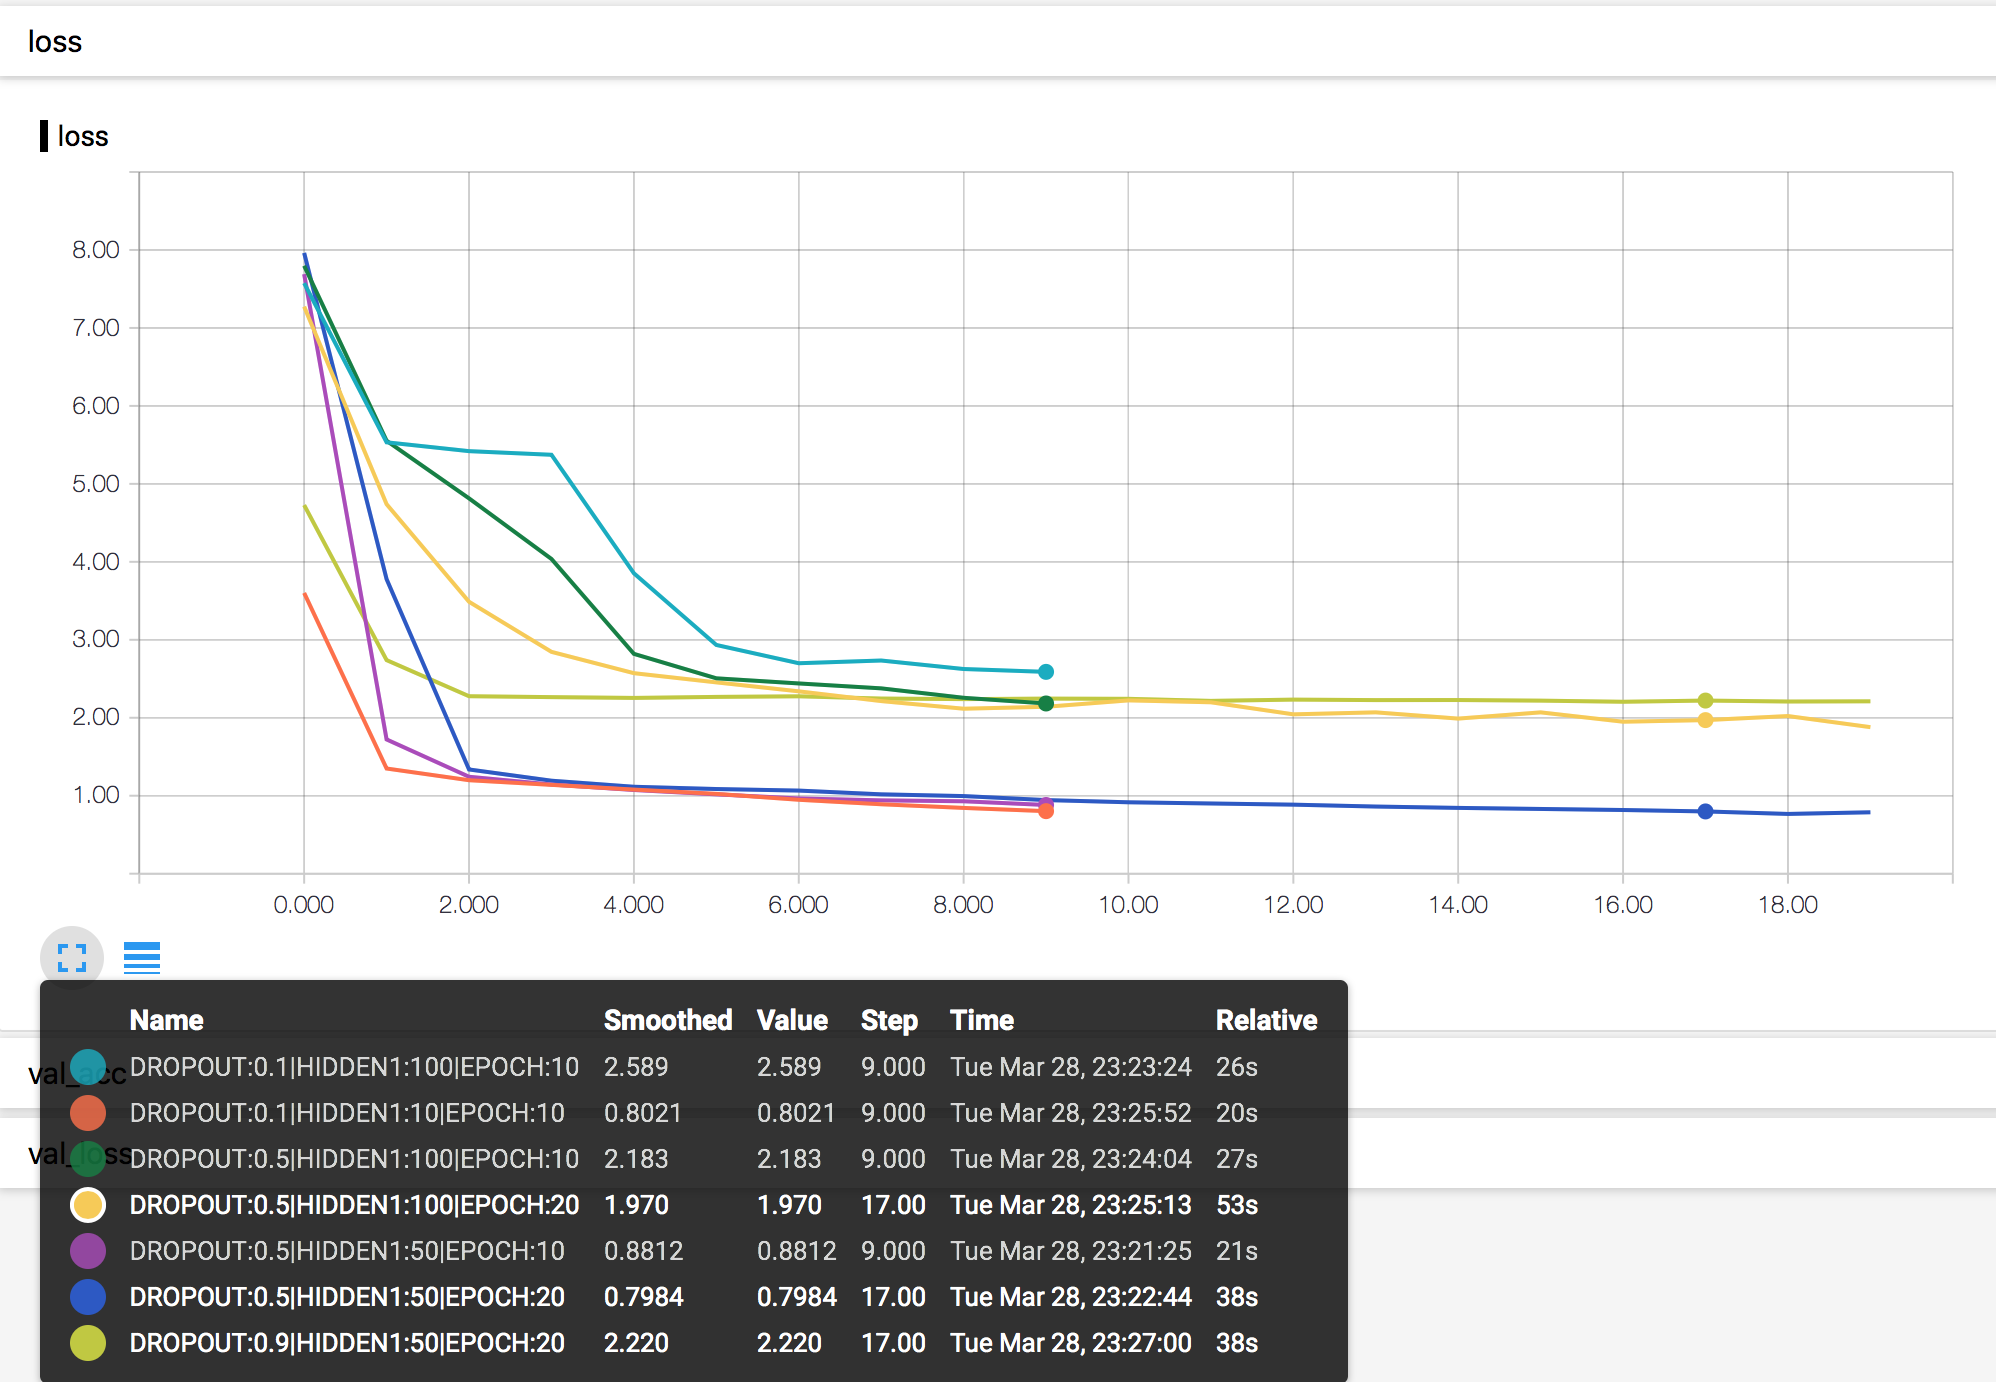 loss
loss
8.00
7.00
6.00
5.00
4.00
3.00
2.00
1.00
0.000 2.000 4.000 6.000 8.000 10.00 12.00 14.00 16.00 18.00
Name Smoothed Value Step Time Relative
val_acc DROPOUT:0.1|HIDDEN1:100|EPOCH:10 2.589 2.589 9.000 Tue Mar 28, 23:23:24 26s
DROPOUT:0.1|HIDDEN1:10|EPOCH:10 0.8021 0.8021 9.000 Tue Mar 28, 23:25:52 20s
val_loss DROPOUT:0.5|HIDDEN1:100|EPOCH:10 2.183 2.183 9.000 Tue Mar 28, 23:24:04 27s
DROPOUT:0.5|HIDDEN1:100|EPOCH:20 1.970 1.970 17.00 Tue Mar 28, 23:25:13 53s
DROPOUT:0.5|HIDDEN1:50|EPOCH:10 0.8812 0.8812 9.000 Tue Mar 28, 23:21:25 21s
DROPOUT:0.5|HIDDEN1:50|EPOCH:20 0.7984 0.7984 17.00 Tue Mar 28, 23:22:44 38s
DROPOUT:0.9|HIDDEN1:50|EPOCH:20 2.220 2.220 17.00 Tue Mar 28, 23:27:00 38s